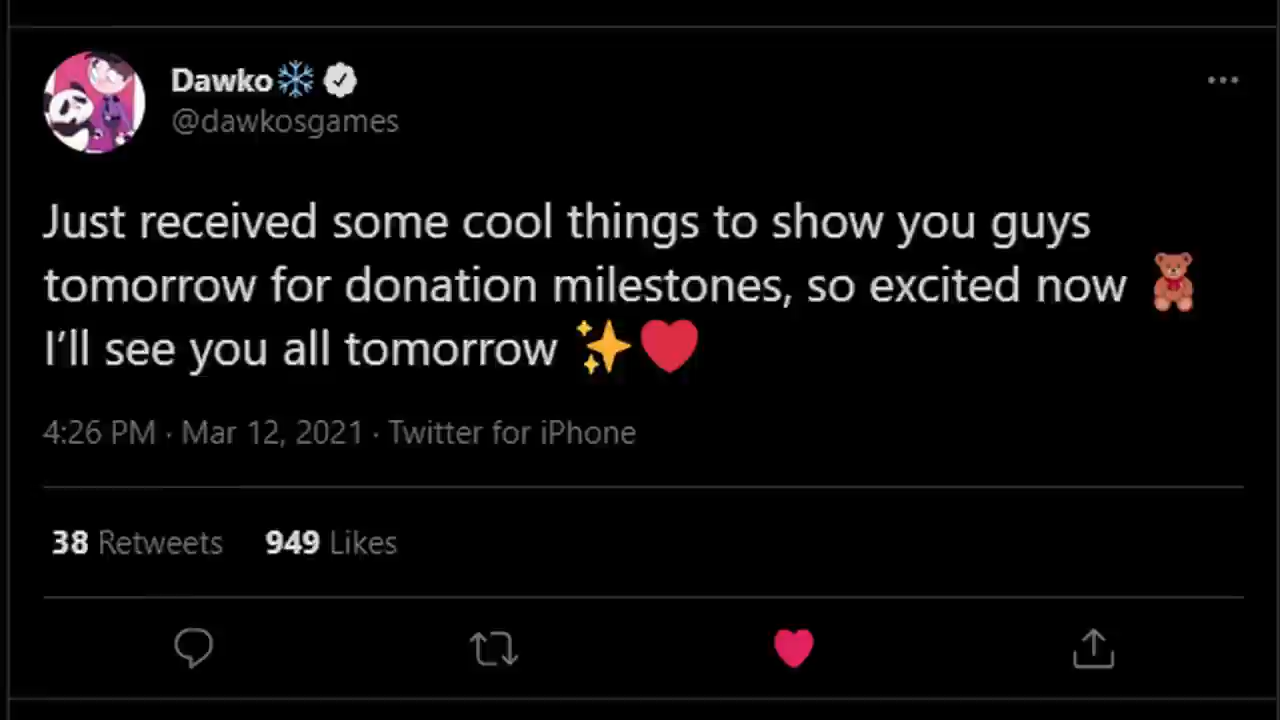 Dawko❄️
@dawkosgames
Just received some cool things to show you guys
tomorrow for donation milestones, so excited now 🧸
I’ll see you all tomorrow ✨❤️
4:26 PM · Mar 12, 2021 · Twitter for iPhone
38 Retweets 949 Likes